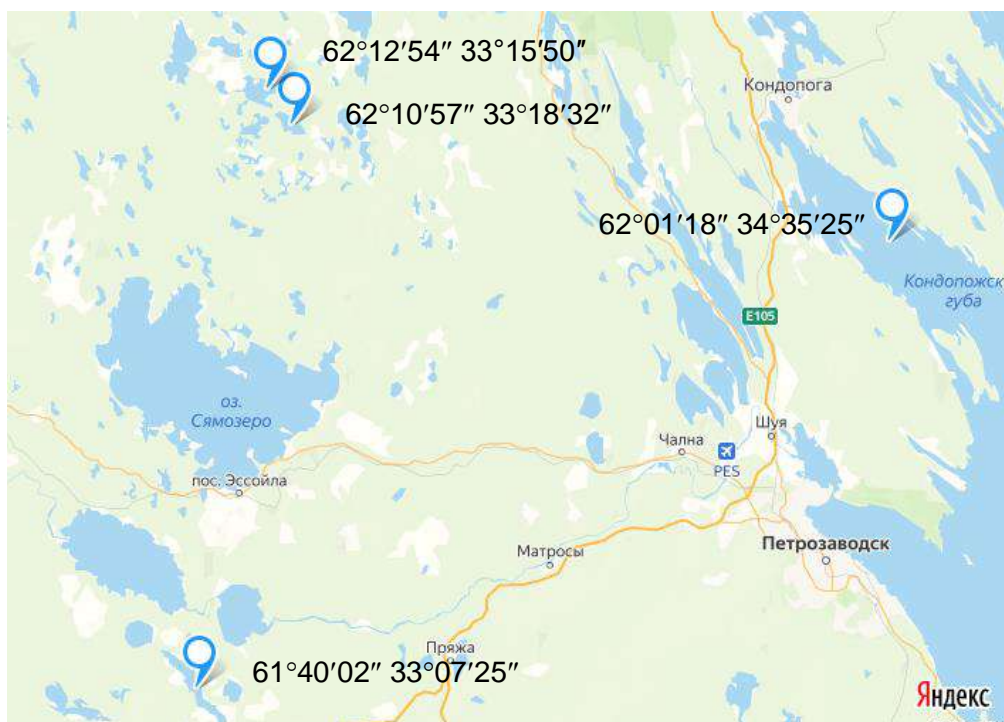 62°12′54″ 33°15′50″
Кондопога
62°10′57″ 33°18′32″
62°01′18″ 34°35′25″
Кондопожск
губа
E105
оз.
Сямозеро
Шуя
Чална
PES
пос. Эссойла
Матросы
Петрозаводск
Пряжа
61°40′02″ 33°07′25″
Яндекс